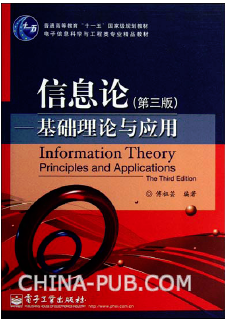 普通高等教育“十一五”国家级规划教材
电子信息科学与工程类专业精品教材
信息论(第三版)
基础理论与应用
Information Theory
Principles and Applications
The Third Edition
傅祖芸 编著
CHINA-PUB.COM
电子工业出版社